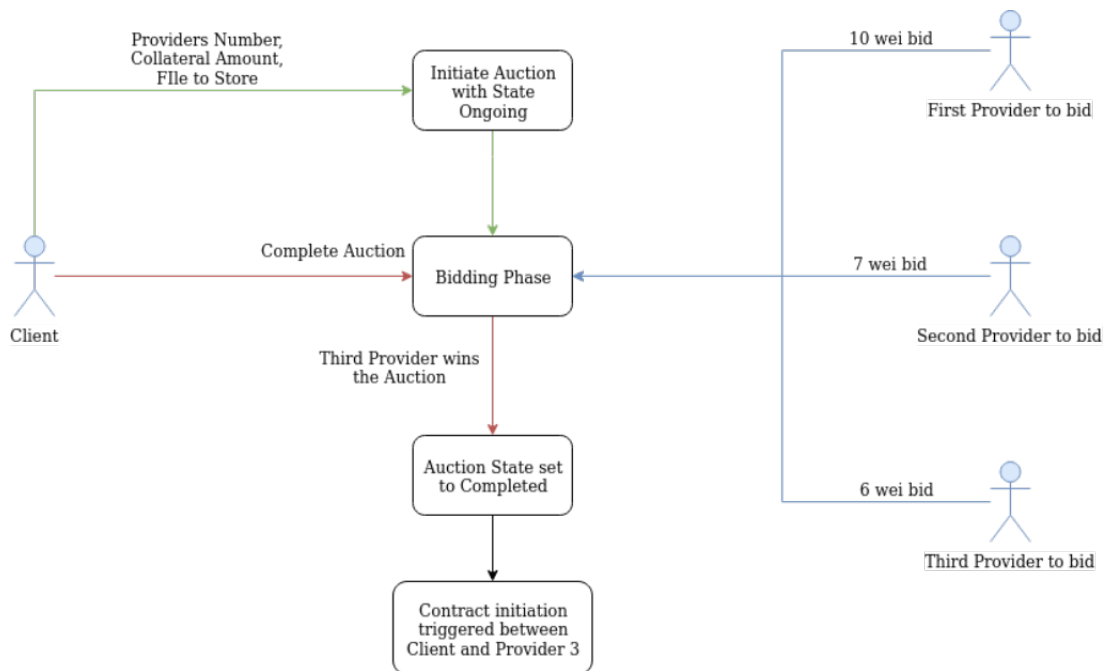 Providers Number,
Collateral Amount,
FIle to Store
Initiate Auction
with State
Ongoing
10 wei bid
First Provider to bid
Complete Auction
Bidding Phase
7 wei bid
Client
Second Provider to bid
Third Provider wins
the Auction
Auction State set
to Completed
6 wei bid
Third Provider to bid
Contract initiation
triggered between
Client and Provider 3